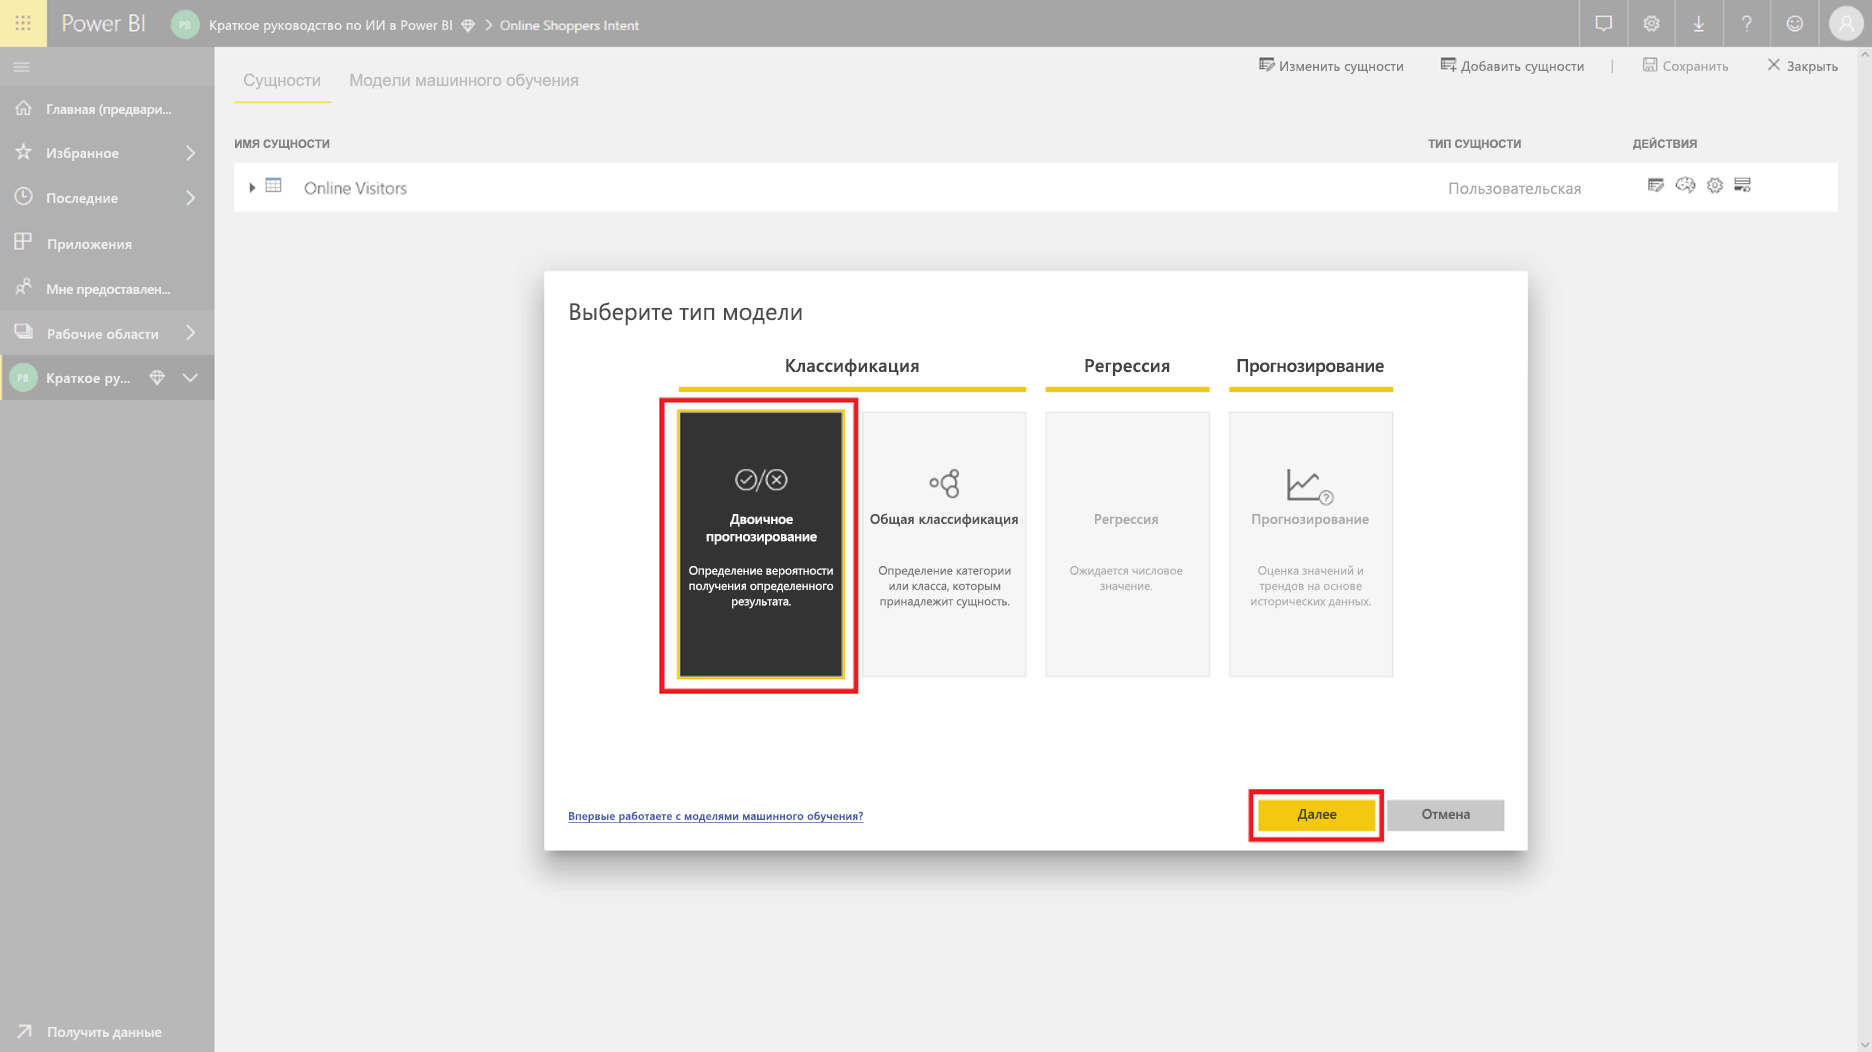 Power BI
PB
Краткое руководство по ИИ в Power BI
Online Shoppers Intent
Сущности
Модели машинного обучения
Изменить сущности
Добавить сущности
Сохранить
Закрыть
Главная (предвари...
Избранное
Последние
Приложения
Мне предоставлен...
Рабочие области
PB
Краткое ру...
Получить данные
ИМЯ СУЩНОСТИ
ТИП СУЩНОСТИ
ДЕЙСТВИЯ
Online Visitors
Пользовательская
Выберите тип модели
Классификация
Регрессия
Прогнозирование
Двоичное
прогнозирование
Определение вероятности
получения определенного
результата.
Общая классификация
Определение категории
или класса, которым
принадлежит сущность.
Регрессия
Ожидается числовое
значение.
Прогнозирование
Оценка значений и
трендов на основе
исторических данных.
Впервые работаете с моделями машинного обучения?
Далее
Отмена